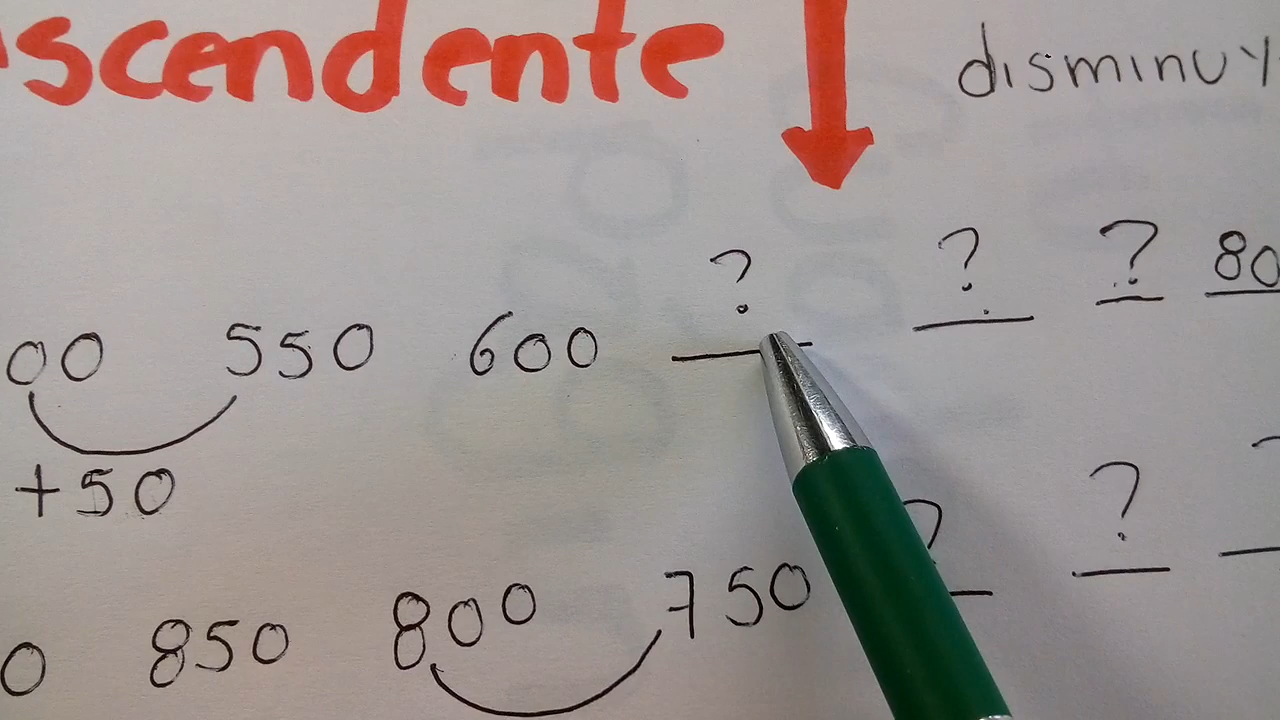 scendente disminuy
00 550 600 ? ? ? 80
+50
0 850 800 750 ? ?